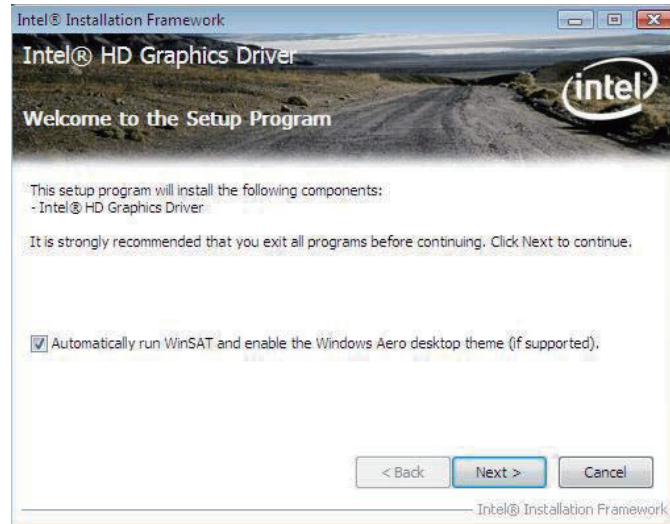 Intel® Installation Framework
Intel® HD Graphics Driver
intel
Welcome to the Setup Program
This setup program will install the following components:
- Intel® HD Graphics Driver
It is strongly recommended that you exit all programs before continuing. Click Next to continue.
Automatically run WinSAT and enable the Windows Aero desktop theme (if supported).
< Back
Next >
Cancel
Intel® Installation Framework